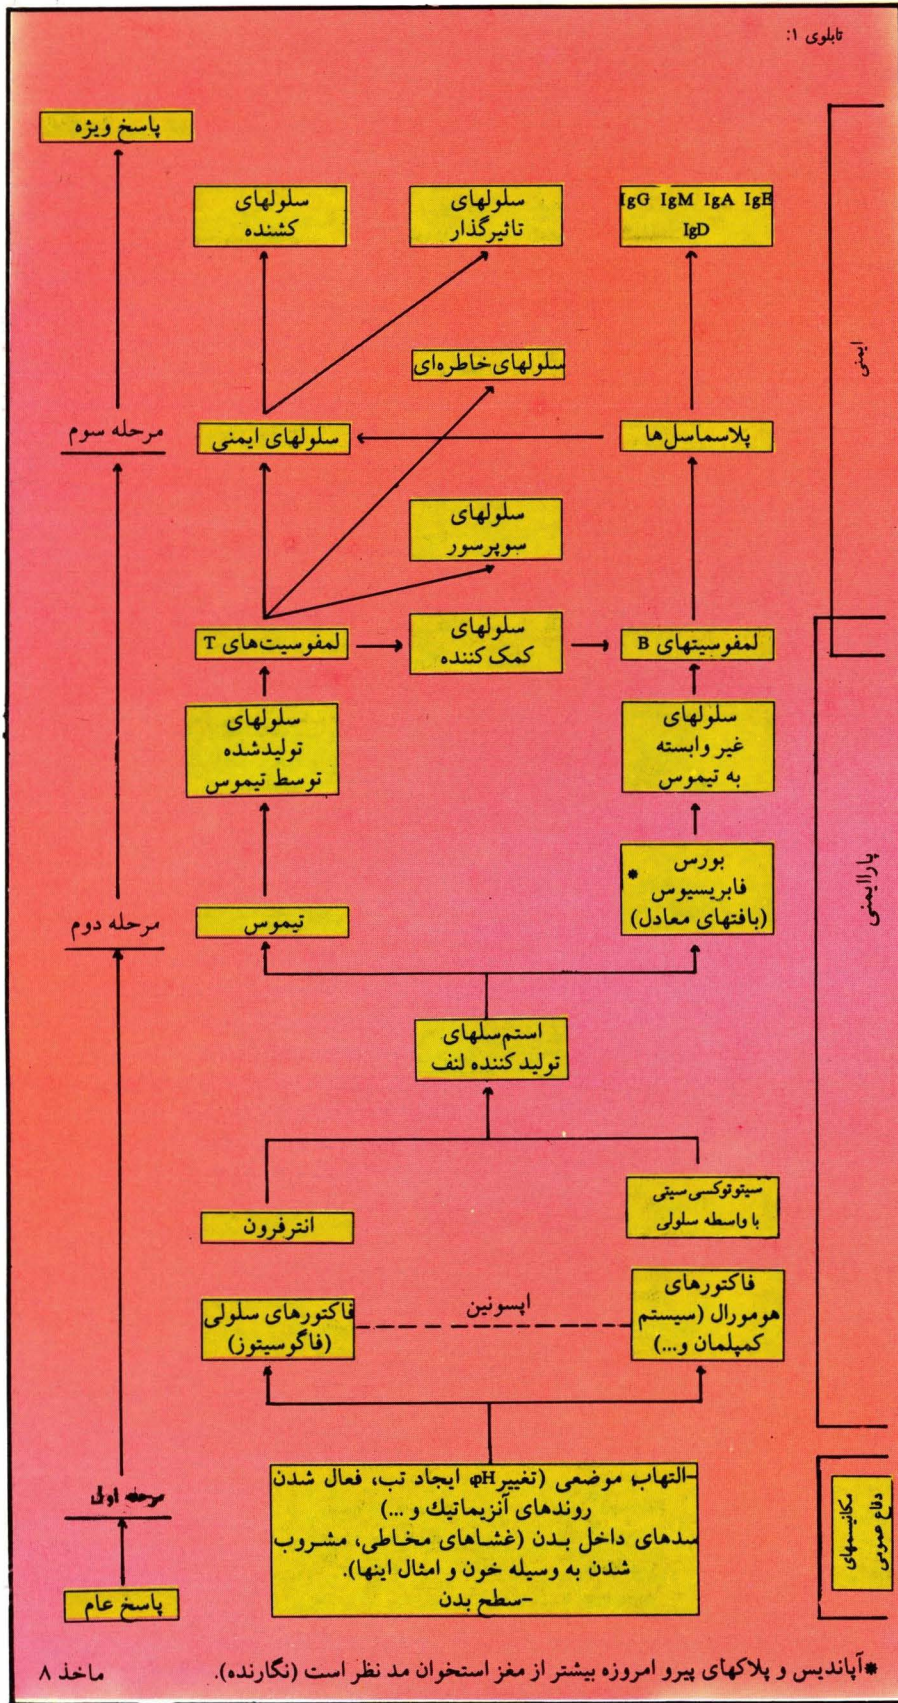 تابلوی ۱:
پاسخ ویژه
سلولهای
کشنده
سلولهای
تاثیرگذار
IgG IgM IgA IgE
IgD
ایمنی
سلولهای خاطره‌ای
مرحله سوم
سلولهای ایمنی
پلاسماسل‌ها
سلولهای
سوپرسور
لمفوسیت‌های T
سلولهای
کمک‌کننده
لمفوسیتهای B
سلولهای
تولیدشده
توسط تیموس
سلولهای
غیر وابسته
به تیموس
پاراایمنی
بورس
فابریسیوس *
(بافتهای معادل)
مرحله دوم
تیموس
استم‌سلهای
تولیدکننده لنف
سیتوتوکسی‌سیتی
با واسطه سلولی
انترفرون
فاکتورهای
هومورال (سیستم
کمپلمان و...)
اپسونین
فاکتورهای سلولی
(فاگوسیتوز)
مرحله اول
–التهاب موضعی (تغییر pH، ایجاد تب، فعال شدن
روندهای آنزیماتیك و ...)
سدهای داخل بدن (غشاهای مخاطی، مشروب
شدن به وسیله خون و امثال اینها).
–سطح بدن
مکانیسمهای
دفاع عمومی
پاسخ عام
*آپاندیس و پلاکهای پیرو امروزه بیشتر از مغز استخوان مد نظر است (نگارنده).
ماخذ ۸